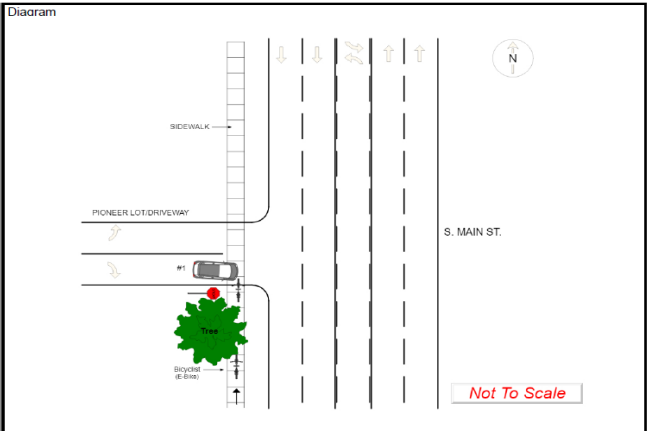 Diagram
N
SIDEWALK
PIONEER LOT/DRIVEWAY
S. MAIN ST.
#1
Tree
Bicyclist
(E-Bike)
Not To Scale